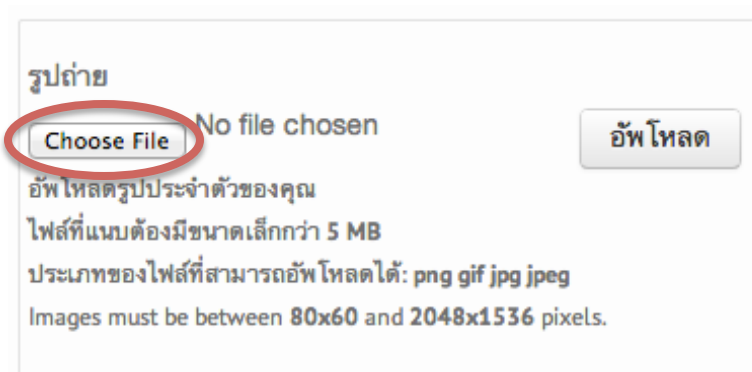 รูปถ่าย
Choose File No file chosen อัพโหลด
อัพโหลดรูปประจำตัวของคุณ
ไฟล์ที่แนบต้องมีขนาดเล็กกว่า 5 MB
ประเภทของไฟล์ที่สามารถอัพโหลดได้: png gif jpg jpeg
Images must be between 80x60 and 2048x1536 pixels.